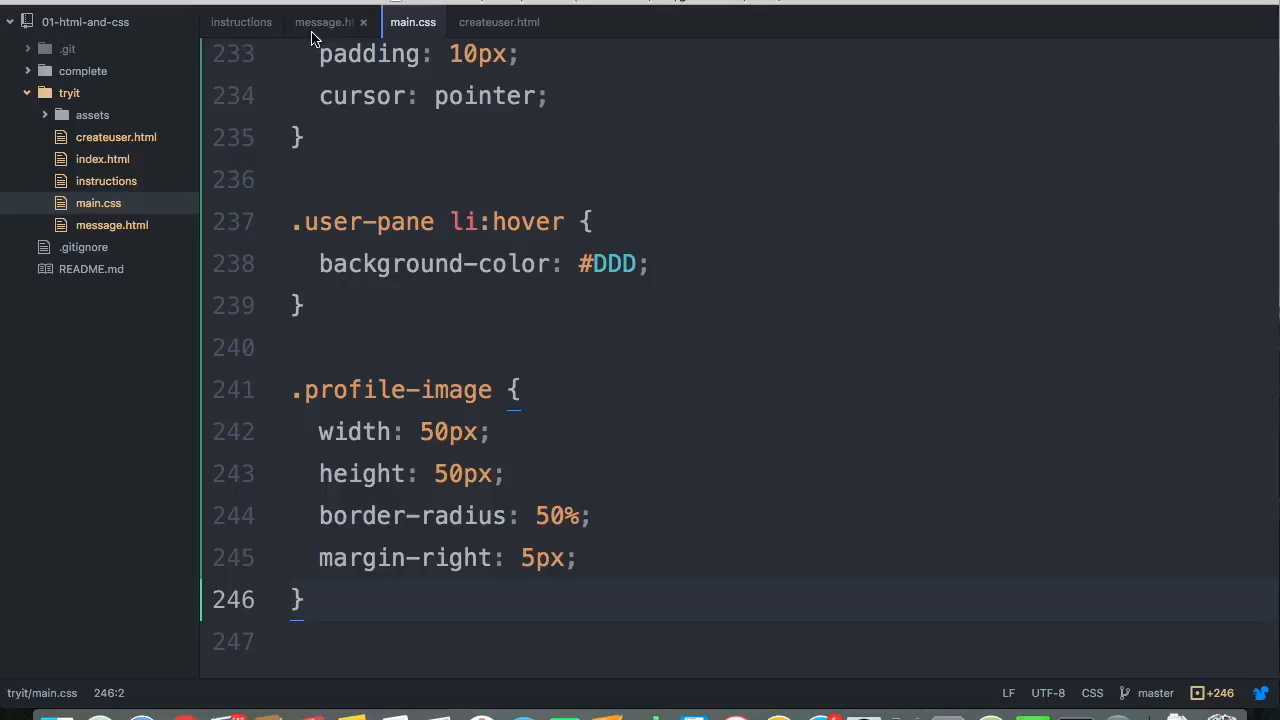 01-html-and-css
instructions
message.ht
main.css
createuser.html
.git
complete
tryit
assets
createuser.html
index.html
instructions
main.css
message.html
.gitignore
README.md
233 padding: 10px;
234 cursor: pointer;
235 }
236
237 .user-pane li:hover {
238 background-color: #DDD;
239 }
240
241 .profile-image {
242 width: 50px;
243 height: 50px;
244 border-radius: 50%;
245 margin-right: 5px;
246 }
247
tryit/main.css 246:2 LF UTF-8 CSS master +246